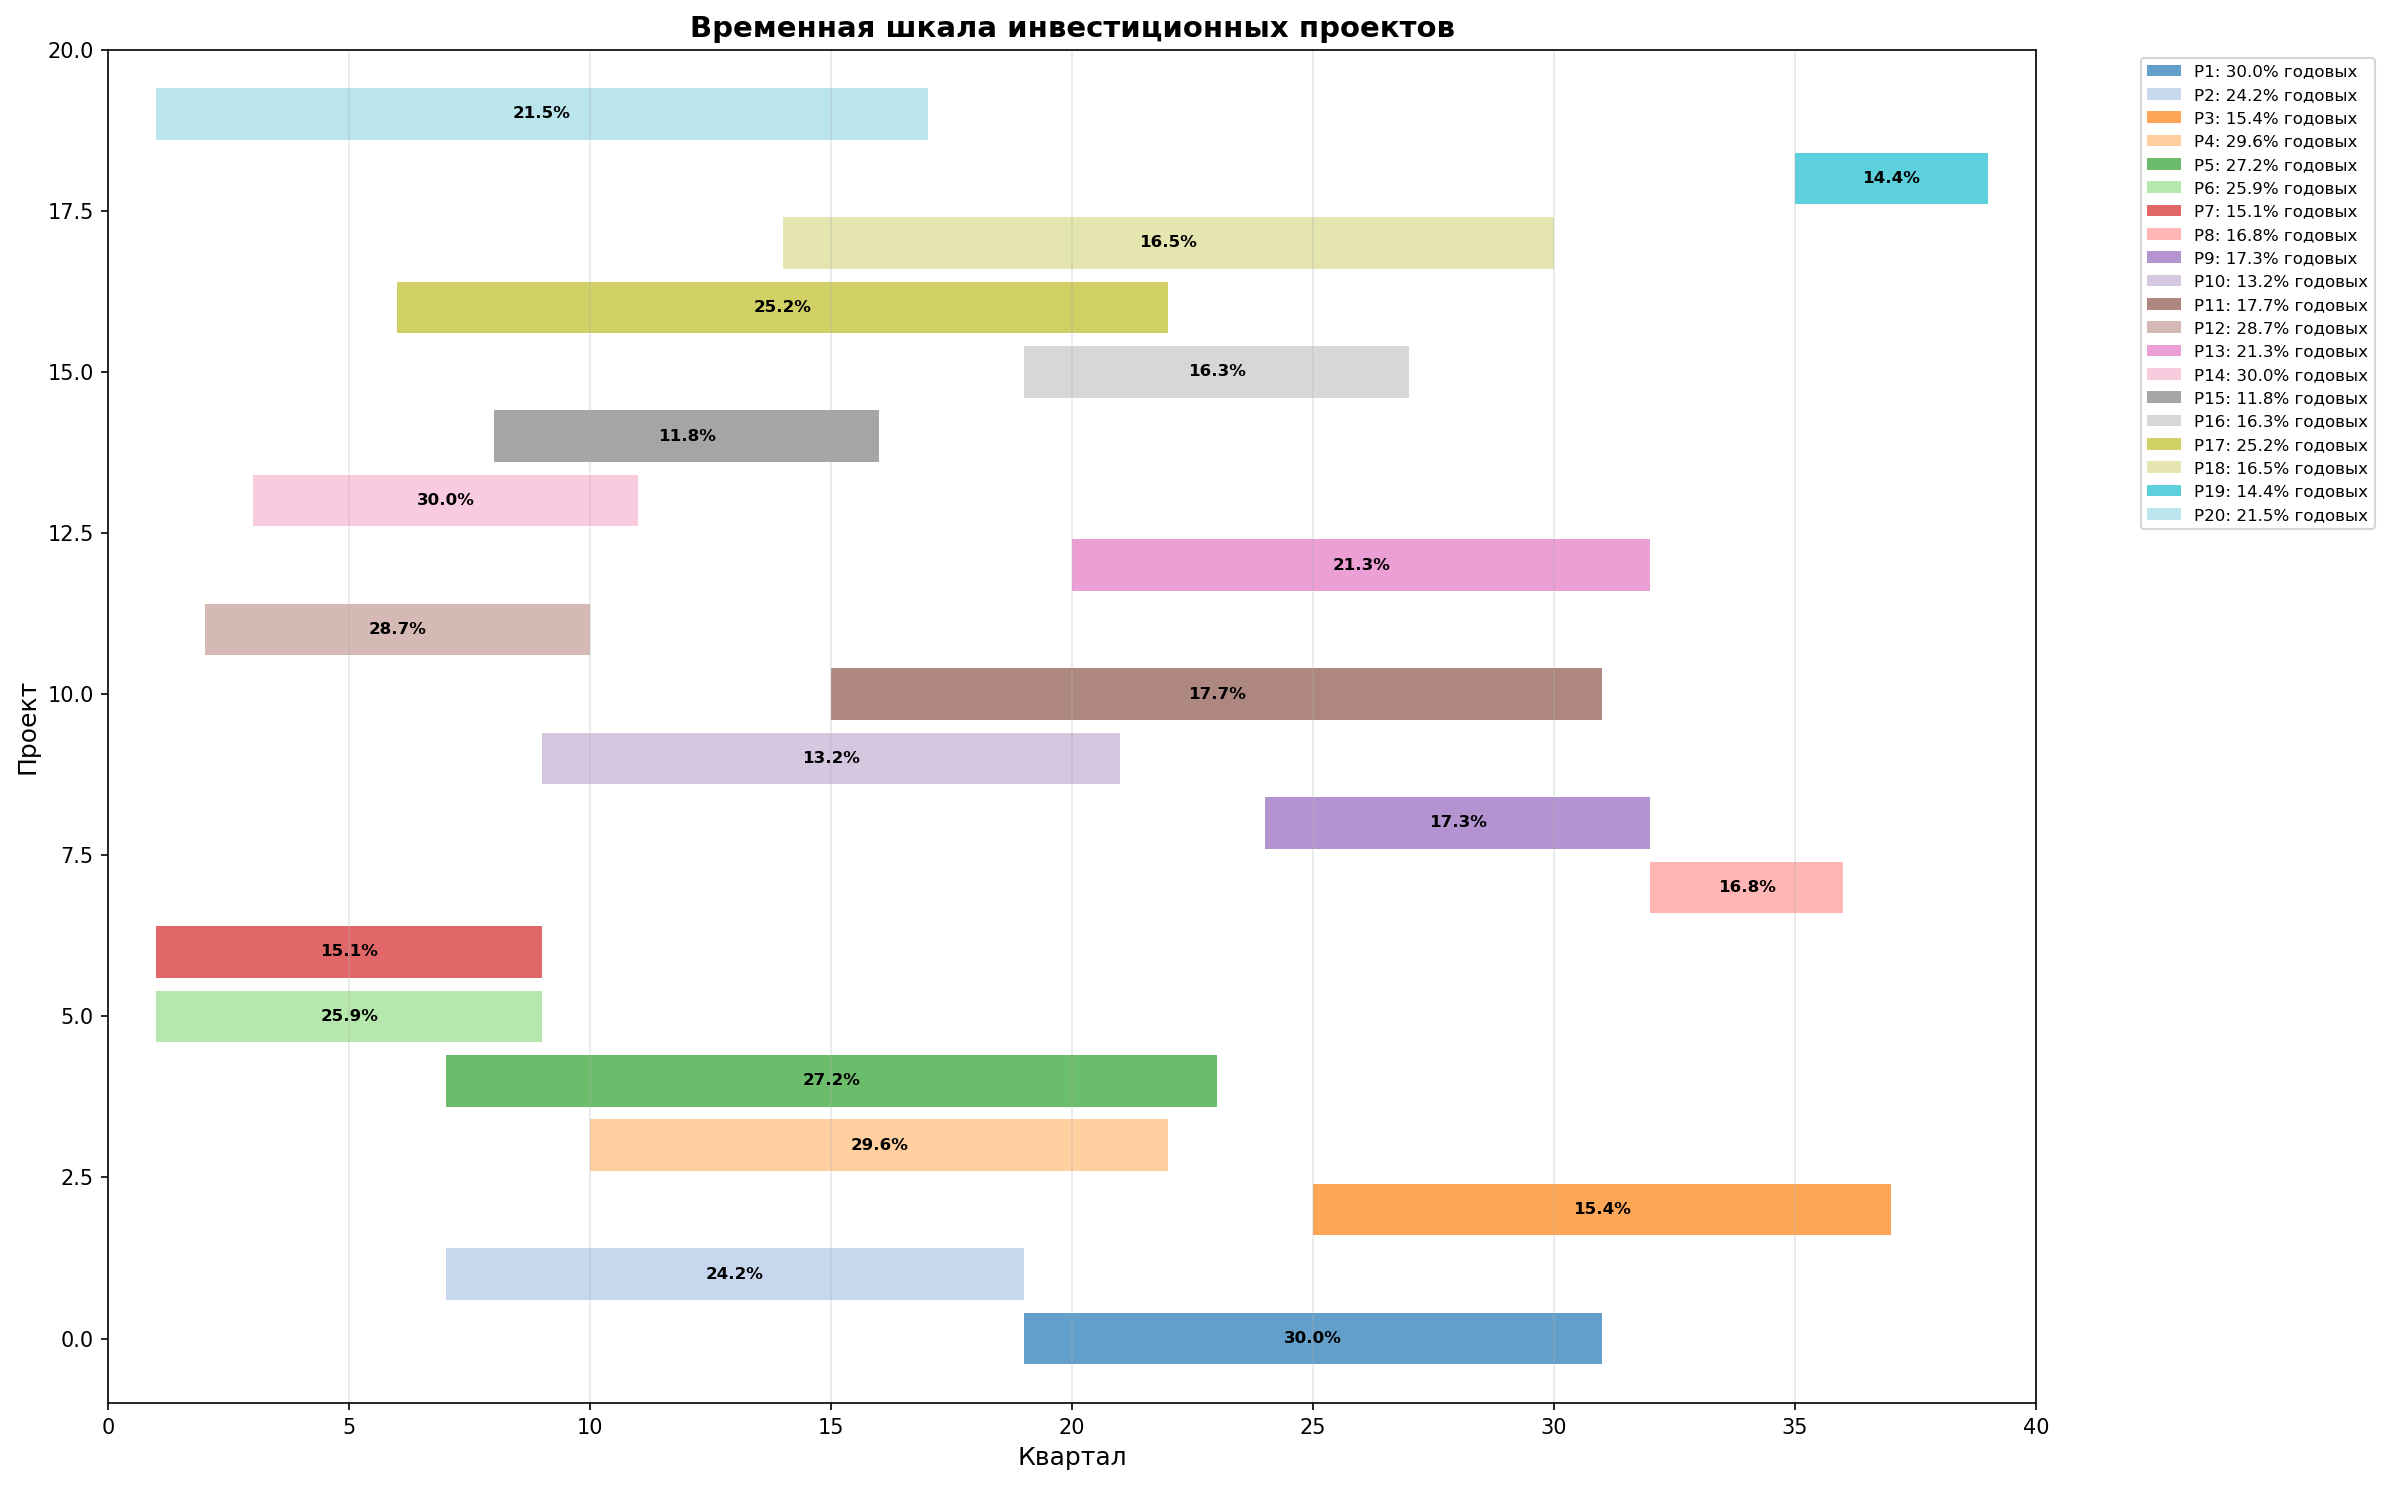 Временная шкала инвестиционных проектов
20.0
17.5
15.0
12.5
10.0
7.5
5.0
2.5
0.0
Проект
21.5%
14.4%
16.5%
25.2%
16.3%
11.8%
30.0%
21.3%
28.7%
17.7%
13.2%
17.3%
16.8%
15.1%
25.9%
27.2%
29.6%
15.4%
24.2%
30.0%
0 5 10 15 20 25 30 35 40
Квартал
P1: 30.0% годовых
P2: 24.2% годовых
P3: 15.4% годовых
P4: 29.6% годовых
P5: 27.2% годовых
P6: 25.9% годовых
P7: 15.1% годовых
P8: 16.8% годовых
P9: 17.3% годовых
P10: 13.2% годовых
P11: 17.7% годовых
P12: 28.7% годовых
P13: 21.3% годовых
P14: 30.0% годовых
P15: 11.8% годовых
P16: 16.3% годовых
P17: 25.2% годовых
P18: 16.5% годовых
P19: 14.4% годовых
P20: 21.5% годовых